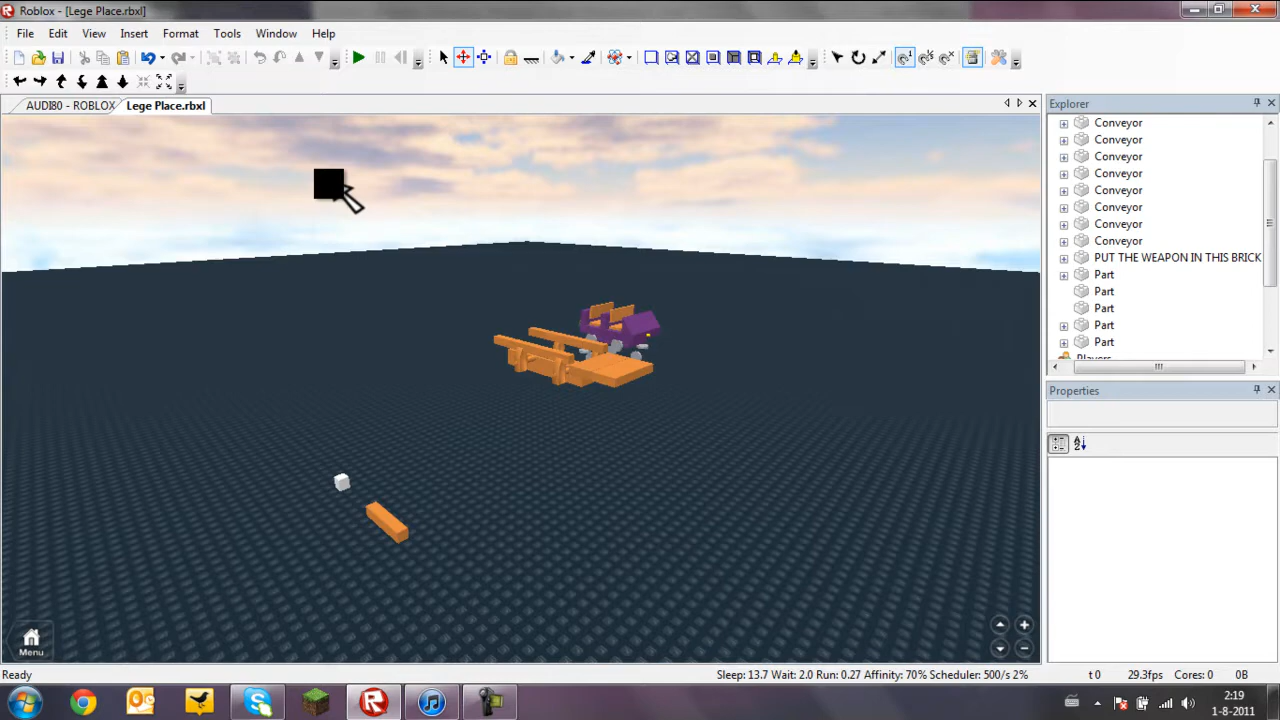 Roblox - [Lege Place.rbxl]
File Edit View Insert Format Tools Window Help
AUDI80 - ROBLOX Lege Place.rbxl
Explorer
Conveyor
Conveyor
Conveyor
Conveyor
Conveyor
Conveyor
Conveyor
Conveyor
PUT THE WEAPON IN THIS BRICK
Part
Part
Part
Part
Part
Players
Properties
Menu
Ready Sleep: 13.7 Wait: 2.0 Run: 0.27 Affinity: 70% Scheduler: 500/s 2% t 0 29.3fps Cores: 0 0B
2:19
1-8-2011